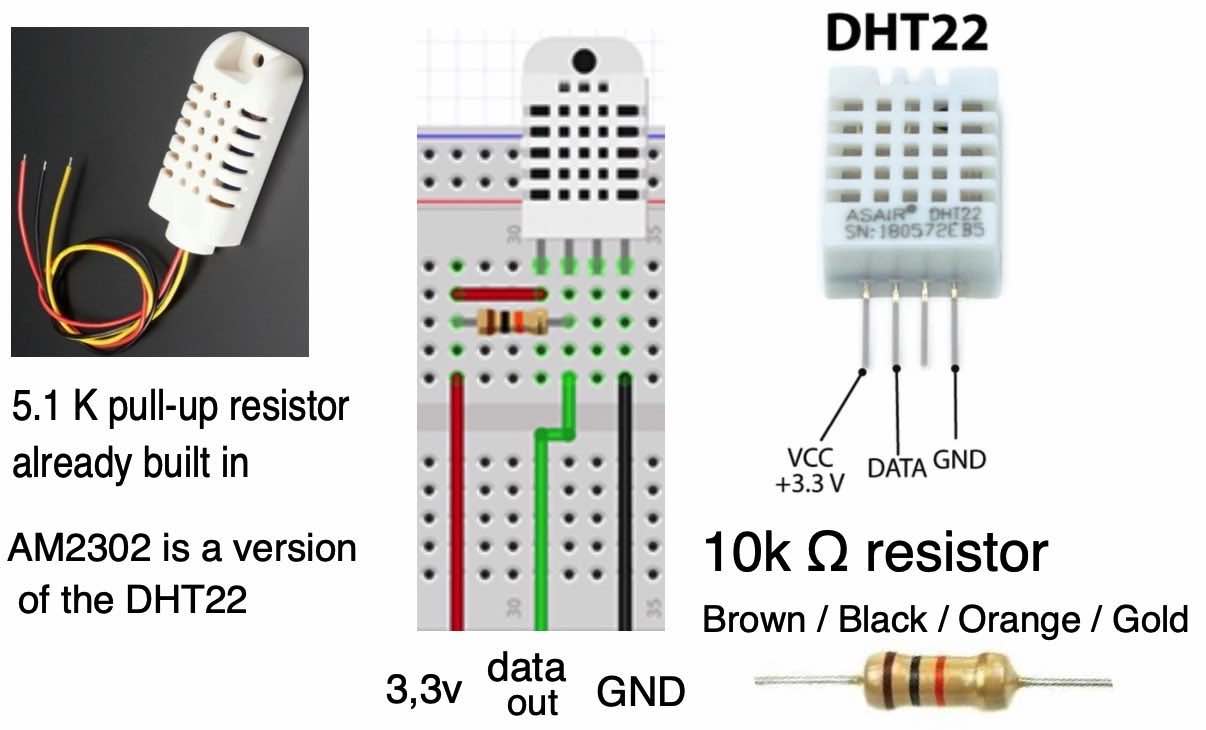 5.1 K pull-up resistor
already built in
AM2302 is a version
of the DHT22
30
35
30
35
3,3v
data
out
GND
DHT22
ASAIR® DHT22
SN:180572EB5
VCC
+3.3 V
DATA
GND
10k Ω resistor
Brown / Black / Orange / Gold